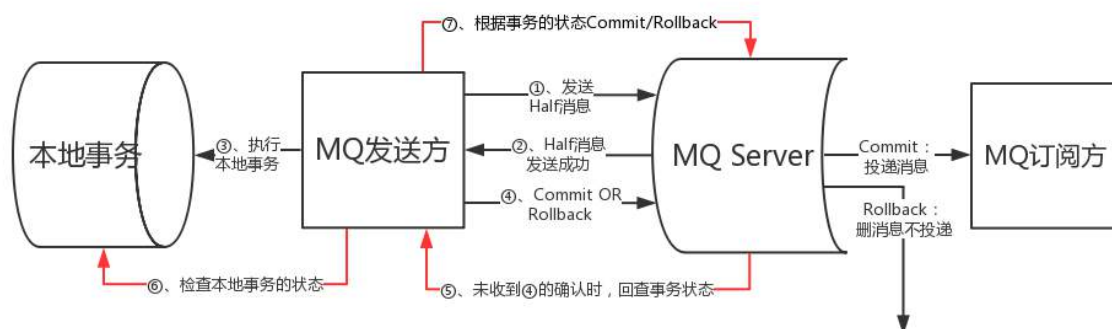 ⑦、根据事务的状态Commit/Rollback
①、发送
Half消息
本地事务
③、执行
本地事务
MQ发送方
②、Half消息
发送成功
MQ Server
Commit：
投递消息
MQ订阅方
④、Commit OR
Rollback
Rollback：
删消息不投递
⑥、检查本地事务的状态
⑤、未收到④的确认时，回查事务状态